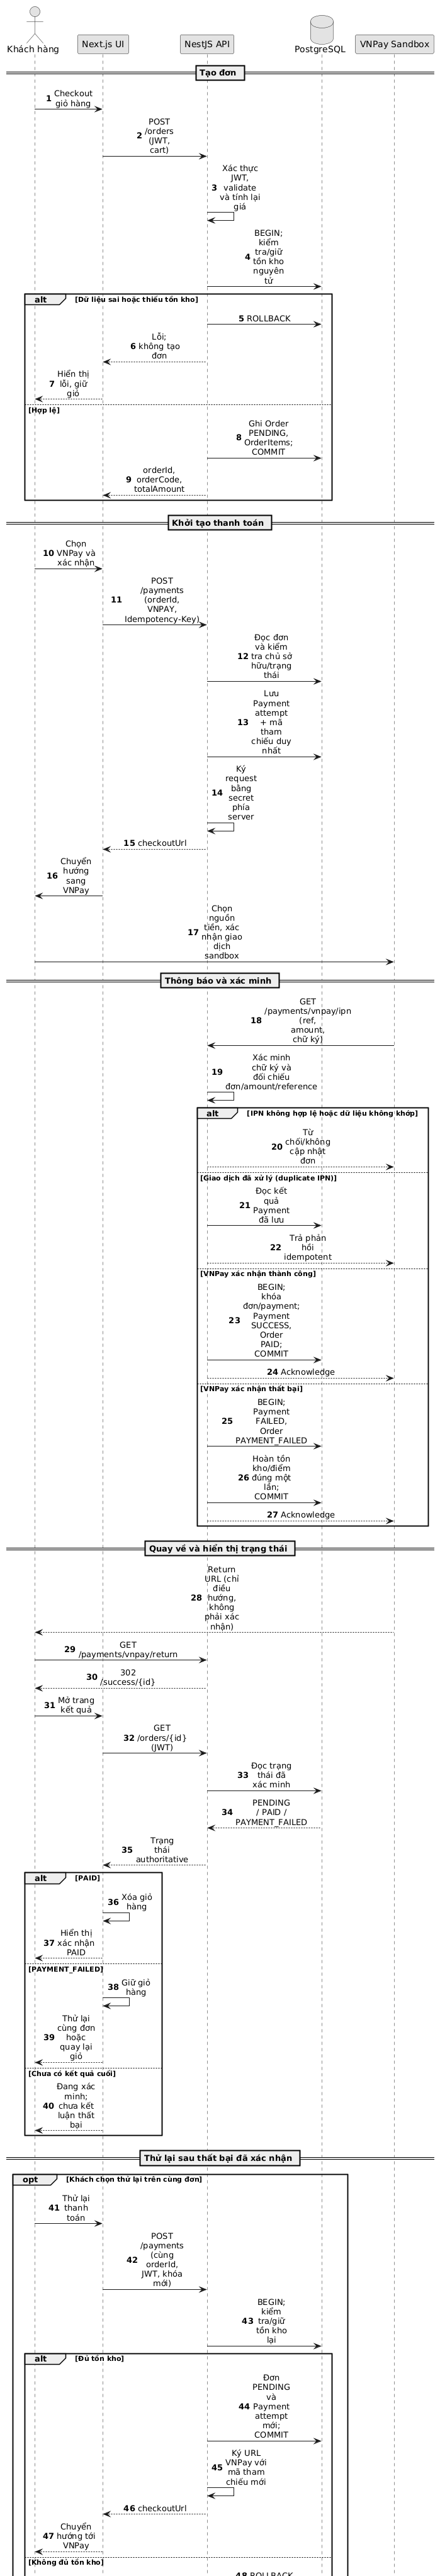 Khách hàng
Next.js UI
NestJS API
PostgreSQL
VNPay Sandbox
Tạo đơn
1 Checkout
giỏ hàng
2 POST
/orders
(JWT,
cart)
3 Xác thực
JWT,
validate
và tính lại
giá
4 BEGIN;
kiểm
tra/giữ
tồn kho
nguyên
tử
alt [Dữ liệu sai hoặc thiếu tồn kho]
5 ROLLBACK
6 Lỗi;
không tạo
đơn
7 Hiển thị
lỗi, giữ
giỏ
[Hợp lệ]
8 Ghi Order
PENDING,
OrderItems;
COMMIT
9 orderId,
orderCode,
totalAmount
Khởi tạo thanh toán
10 Chọn
VNPay và
xác nhận
11 POST
/payments
(orderId,
VNPAY,
Idempotency-Key)
12 Đọc đơn
và kiểm
tra chủ sở
hữu/trạng
thái
13 Lưu
Payment
attempt
+ mã
tham
chiếu duy
nhất
14 Ký
request
bằng
secret
phía
server
15 checkoutUrl
16 Chuyển
hướng
sang
VNPay
17 Chọn
nguồn
tiền, xác
nhận giao
dịch
sandbox
Thông báo và xác minh
18 GET
/payments/vnpay/ipn
(ref,
amount,
chữ ký)
19 Xác minh
chữ ký và
đối chiếu
đơn/amount/reference
alt [IPN không hợp lệ hoặc dữ liệu không khớp]
20 Từ
chối/không
cập nhật
đơn
[Giao dịch đã xử lý (duplicate IPN)]
21 Đọc kết
quả
Payment
đã lưu
22 Trả phản
hồi
idempotent
[VNPay xác nhận thành công]
23 BEGIN;
khóa
đơn/payment;
Payment
SUCCESS,
Order
PAID;
COMMIT
24 Acknowledge
[VNPay xác nhận thất bại]
25 BEGIN;
Payment
FAILED,
Order
PAYMENT_FAILED
26 Hoàn tồn
kho/điểm
đúng một
lần;
COMMIT
27 Acknowledge
Quay về và hiển thị trạng thái
28 Return
URL (chỉ
điều
hướng,
không
phải xác
nhận)
29 GET
/payments/vnpay/return
30 302
/success/{id}
31 Mở trang
kết quả
32 GET
/orders/{id}
(JWT)
33 Đọc trạng
thái đã
xác minh
34 PENDING
/ PAID /
PAYMENT_FAILED
35 Trạng
thái
authoritative
alt [PAID]
36 Xóa giỏ
hàng
37 Hiển thị
xác nhận
PAID
[PAYMENT_FAILED]
38 Giữ giỏ
hàng
39 Thử lại
cùng đơn
hoặc
quay lại
giỏ
[Chưa có kết quả cuối]
40 Đang xác
minh;
chưa kết
luận thất
bại
Thử lại sau thất bại đã xác nhận
opt [Khách chọn thử lại trên cùng đơn]
41 Thử lại
thanh
toán
42 POST
/payments
(cùng
orderId,
JWT, khóa
mới)
43 BEGIN;
kiểm
tra/giữ
tồn kho
lại
alt [Đủ tồn kho]
44 Đơn
PENDING
và
Payment
attempt
mới;
COMMIT
45 Ký URL
VNPay với
mã tham
chiếu mới
46 checkoutUrl
47 Chuyển
hướng tới
VNPay
[Không đủ tồn kho]
48 ROLLBACK